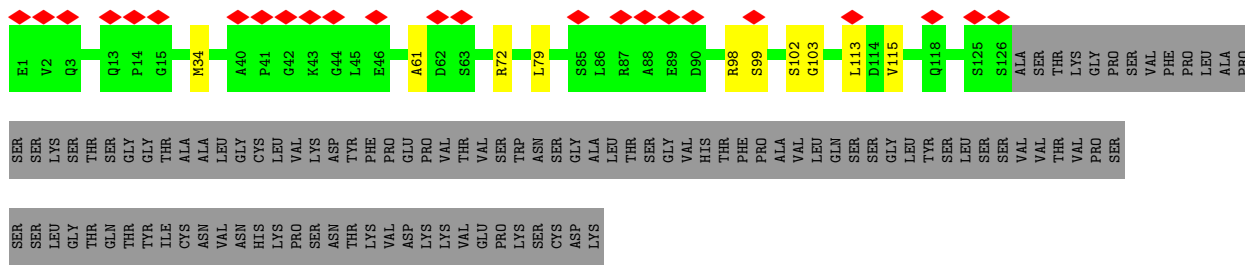 E1 V2 Q3 Q13 P14 G15 M34 A40 P41 G42 K43 G44 L45 E46 A61 D62 S63 R72 L79 S85 L86 R87 A88 E89 D90 R98 S99 S102 G103 L113 D114 V115 Q118 S125 S126 ALA SER THR LYS GLY PRO SER VAL PHE PRO LEU ALA PRO
SER SER LYS SER THR SER GLY GLY THR ALA ALA LEU GLY CYS LEU VAL LYS ASP TYR PHE PRO GLU PRO VAL THR VAL SER TRP ASN SER GLY ALA LEU THR SER GLY VAL HIS THR PHE PRO ALA VAL LEU GLN SER SER GLY LEU TYR SER LEU SER SER VAL VAL THR VAL PRO SER
SER SER LEU GLY THR GLN THR TYR ILE CYS ASN VAL ASN HIS LYS PRO SER ASN THR LYS VAL ASP LYS LYS VAL GLU PRO LYS SER CYS ASP LYS